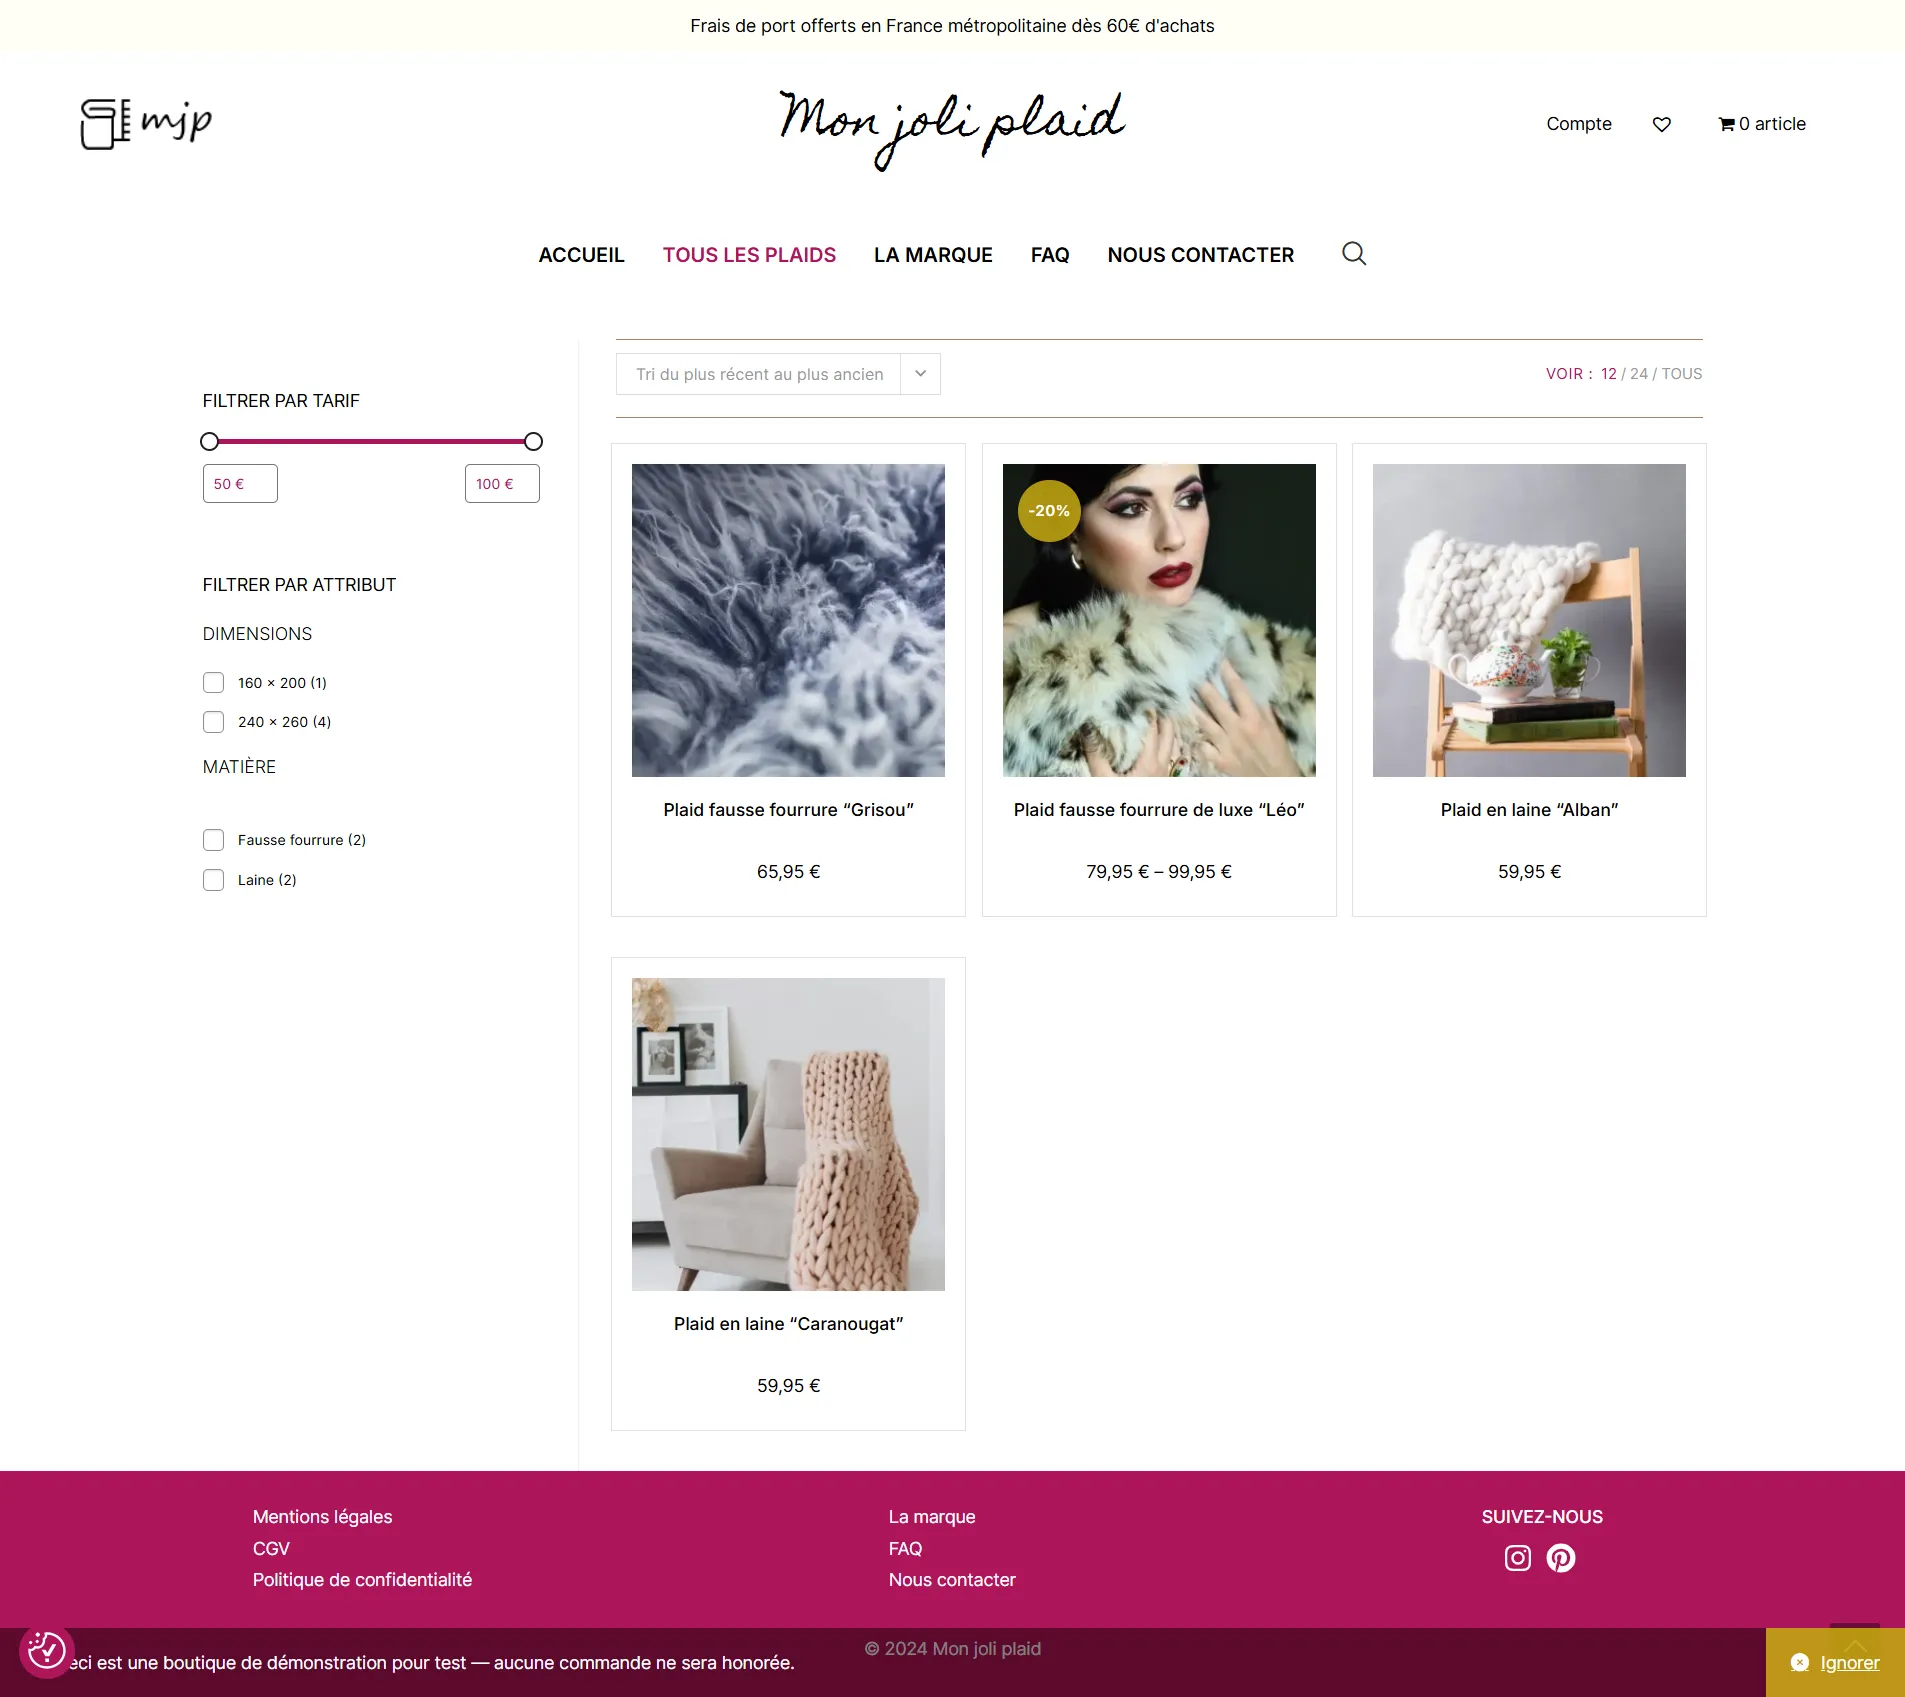 Frais de port offerts en France métropolitaine dès 60€ d'achats
mjp
Mon joli plaid
Compte
0 article
ACCUEIL
TOUS LES PLAIDS
LA MARQUE
FAQ
NOUS CONTACTER
FILTRER PAR TARIF
50 €
100 €
FILTRER PAR ATTRIBUT
DIMENSIONS
160 × 200 (1)
240 × 260 (4)
MATIÈRE
Fausse fourrure (2)
Laine (2)
Tri du plus récent au plus ancien
VOIR : 12 / 24 / TOUS
Plaid fausse fourrure “Grisou”
65,95 €
-20%
Plaid fausse fourrure de luxe “Léo”
79,95 € – 99,95 €
Plaid en laine “Alban”
59,95 €
Plaid en laine “Caranougat”
59,95 €
Mentions légales
CGV
Politique de confidentialité
La marque
FAQ
Nous contacter
SUIVEZ-NOUS
© 2024 Mon joli plaid
eci est une boutique de démonstration pour test — aucune commande ne sera honorée.
Ignorer